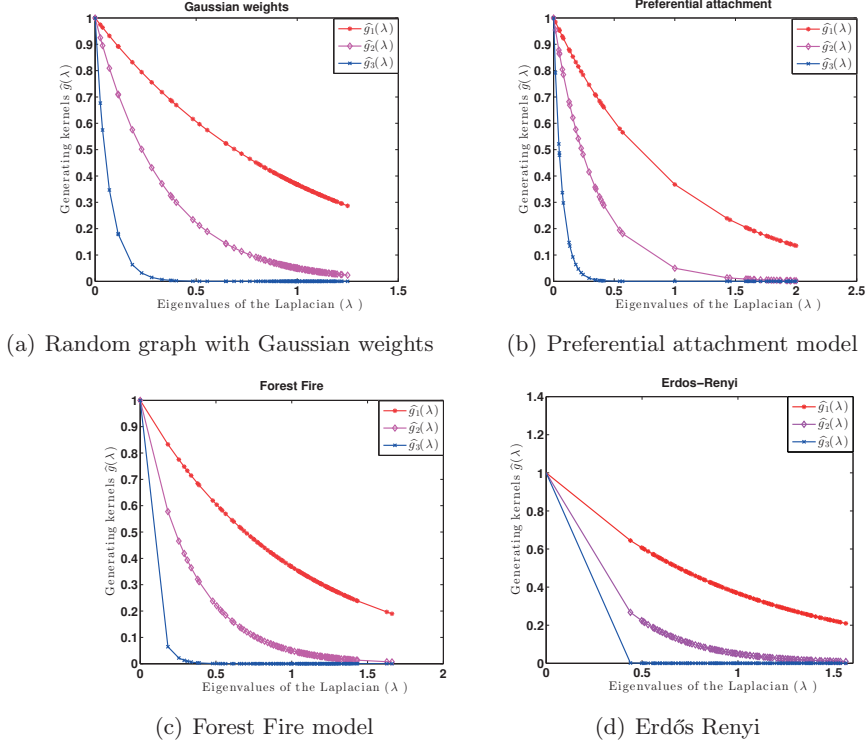 Gaussian weights
1
0.9
0.8
0.7
0.6
0.5
0.4
0.3
0.2
0.1
0
0 0.5 1 1.5
Generating kernels ĝ(λ)
Eigenvalues of the Laplacian (λ)
ĝ₁(λ)
ĝ₂(λ)
ĝ₃(λ)
(a) Random graph with Gaussian weights
Preferential attachment
1
0.9
0.8
0.7
0.6
0.5
0.4
0.3
0.2
0.1
0
0 0.5 1 1.5 2 2.5
Generating kernels ĝ(λ)
Eigenvalues of the Laplacian (λ)
ĝ₁(λ)
ĝ₂(λ)
ĝ₃(λ)
(b) Preferential attachment model
Forest Fire
1
0.9
0.8
0.7
0.6
0.5
0.4
0.3
0.2
0.1
0
0 0.5 1 1.5 2
Generating kernels ĝ(λ)
Eigenvalues of the Laplacian (λ )
ĝ₁(λ)
ĝ₂(λ)
ĝ₃(λ)
(c) Forest Fire model
Erdos−Renyi
1.4
1.2
1
0.8
0.6
0.4
0.2
0
0 0.5 1 1.5
Generating kernels ĝ(λ)
Eigenvalues of the Laplacian (λ )
ĝ₁(λ)
ĝ₂(λ)
ĝ₃(λ)
(d) Erdős Renyi